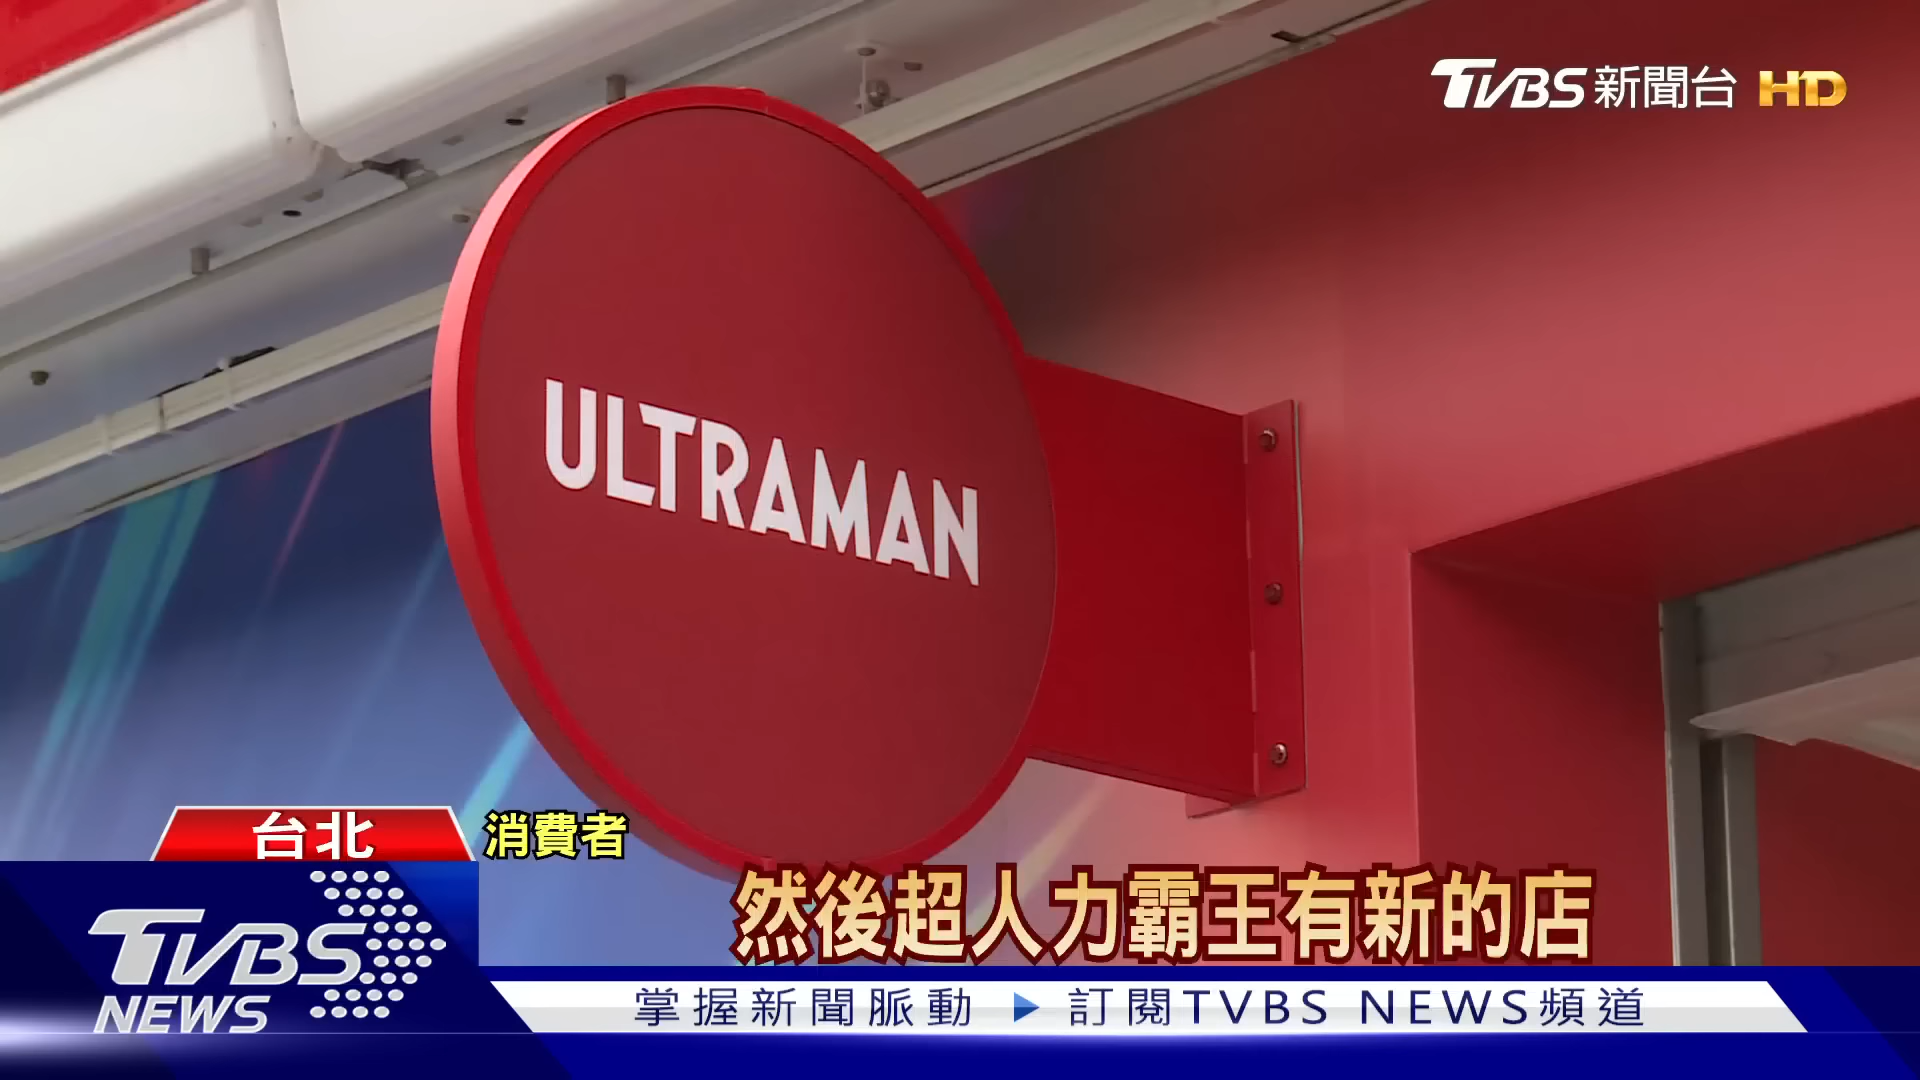 TVBS新聞台 HD
ULTRAMAN
台北
消費者
然後超人力霸王有新的店
TVBS
NEWS
掌握新聞脈動 ▶ 訂閱TVBS NEWS頻道